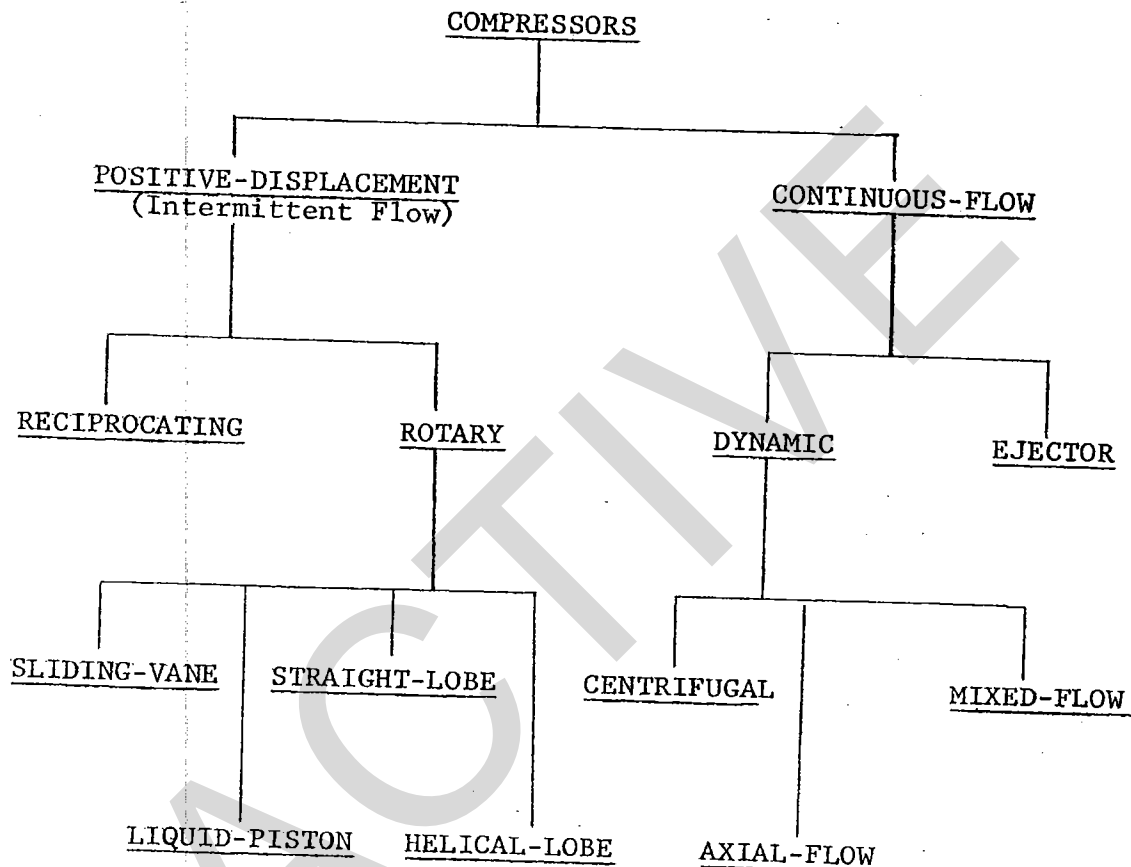 COMPRESSORS
POSITIVE-DISPLACEMENT
(Intermittent Flow)
CONTINUOUS-FLOW
RECIPROCATING
ROTARY
DYNAMIC
EJECTOR
SLIDING-VANE
STRAIGHT-LOBE
CENTRIFUGAL
MIXED-FLOW
LIQUID-PISTON
HELICAL-LOBE
AXIAL-FLOW
ACTIVE